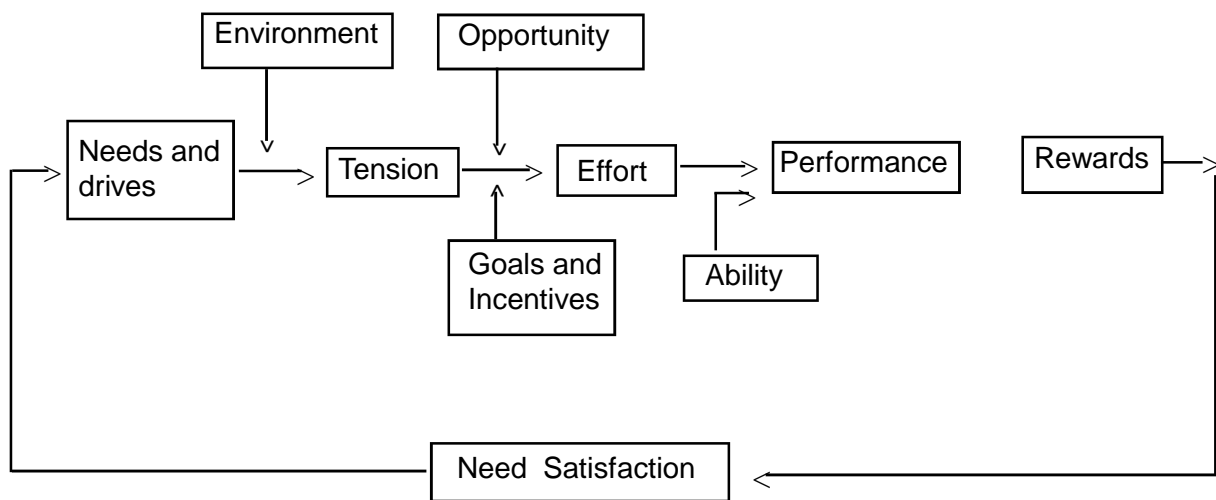 Environment
Opportunity
Needs and
drives
Tension
Effort
Performance
Rewards
Goals and
Incentives
Ability
Need Satisfaction